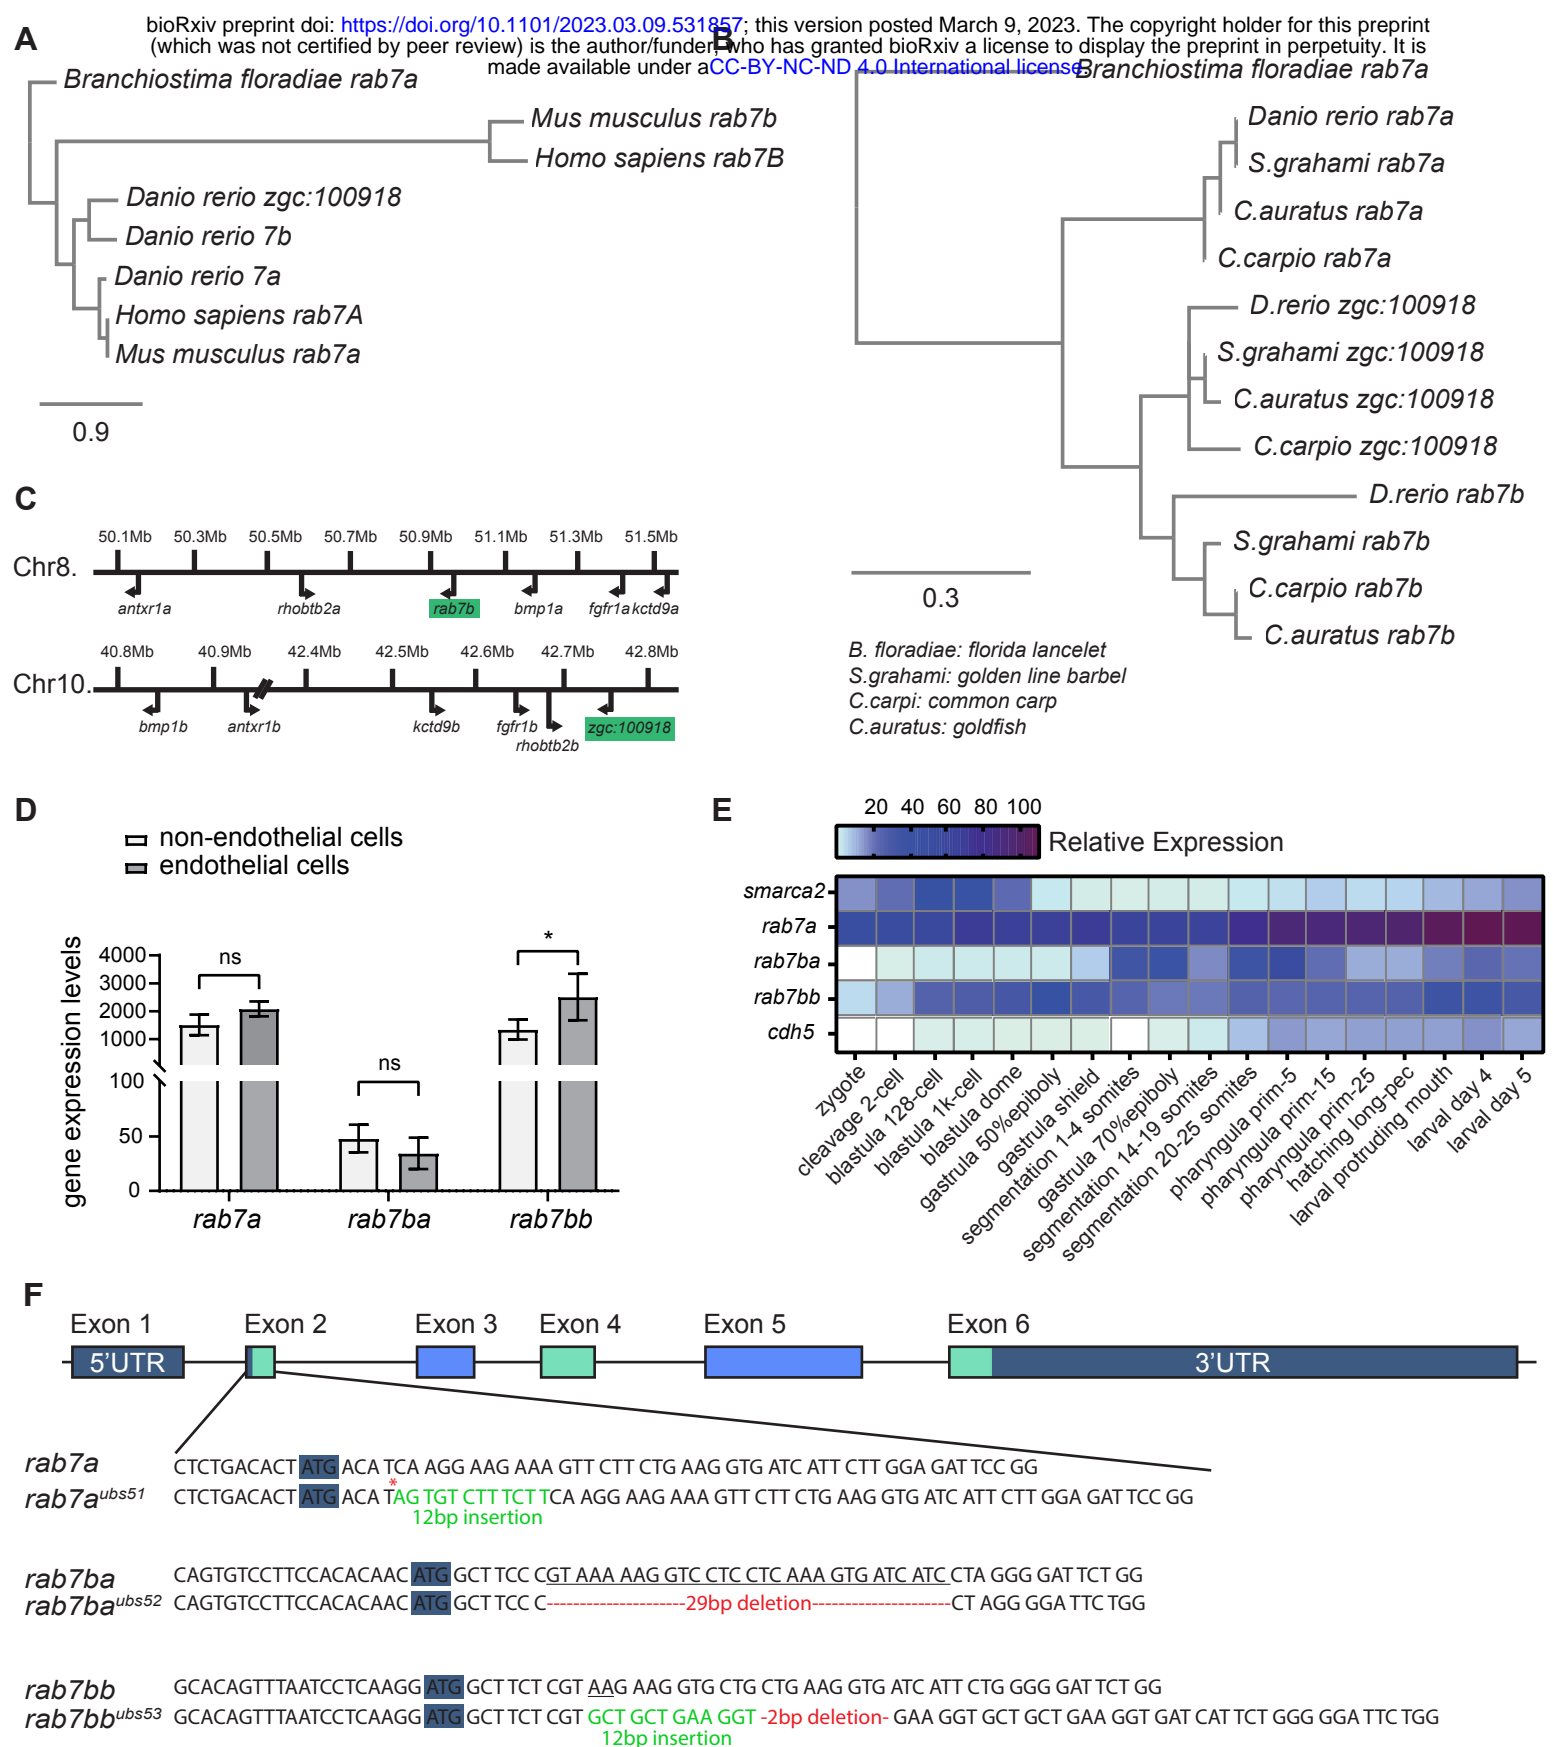 bioRxiv preprint doi: https://doi.org/10.1101/2023.03.09.531857; this version posted March 9, 2023. The copyright holder for this preprint
(which was not certified by peer review) is the author/funder, who has granted bioRxiv a license to display the preprint in perpetuity. It is
made available under aCC-BY-NC-ND 4.0 International license.
A
Branchiostima floradiae rab7a
Mus musculus rab7b
Homo sapiens rab7B
Danio rerio zgc:100918
Danio rerio 7b
Danio rerio 7a
Homo sapiens rab7A
Mus musculus rab7a
0.9
B
Branchiostima floradiae rab7a
Danio rerio rab7a
S.grahami rab7a
C.auratus rab7a
C.carpio rab7a
D.rerio zgc:100918
S.grahami zgc:100918
C.auratus zgc:100918
C.carpio zgc:100918
D.rerio rab7b
S.grahami rab7b
C.carpio rab7b
C.auratus rab7b
0.3
B. floradiae: florida lancelet
S.grahami: golden line barbel
C.carpi: common carp
C.auratus: goldfish
C
50.1Mb 50.3Mb 50.5Mb 50.7Mb 50.9Mb 51.1Mb 51.3Mb 51.5Mb
Chr8.
antxr1a rhobtb2a rab7b bmp1a fgfr1a kctd9a
40.8Mb 40.9Mb 42.4Mb 42.5Mb 42.6Mb 42.7Mb 42.8Mb
Chr10.
bmp1b antxr1b kctd9b fgfr1b rhobtb2b zgc:100918
D
non-endothelial cells
endothelial cells
gene expression levels
4000
3000
2000
1000
100
50
0
ns
ns
*
rab7a rab7ba rab7bb
E
20 40 60 80 100
Relative Expression
smarca2
rab7a
rab7ba
rab7bb
cdh5
zygote
cleavage 2-cell
blastula 128-cell
blastula 1k-cell
blastula dome
gastrula 50%epiboly
gastrula shield
segmentation 1-4 somites
gastrula 70%epiboly
segmentation 14-19 somites
segmentation 20-25 somites
pharyngula prim-5
pharyngula prim-15
pharyngula prim-25
hatching long-pec
larval protruding mouth
larval day 4
larval day 5
F
Exon 1 Exon 2 Exon 3 Exon 4 Exon 5 Exon 6
5'UTR 3'UTR
rab7a CTCTGACACT ATG ACA TCA AGG AAG AAA GTT CTT CTG AAG GTG ATC ATT CTT GGA GAT TCC GG
*
rab7a ubs51 CTCTGACACT ATG ACA TAG TGT CTT TCT TCA AGG AAG AAA GTT CTT CTG AAG GTG ATC ATT CTT GGA GAT TCC GG
12bp insertion
rab7ba CAGTGTCCTTCCACACAAC ATG GCT TCC CGT AAA AAG GTC CTC CTC AAA GTG ATC ATC CTA GGG GAT TCT GG
rab7ba ubs52 CAGTGTCCTTCCACACAAC ATG GCT TCC C---------------------29bp deletion---------------------CT AGG GGA TTC TGG
rab7bb GCACAGTTTAATCCTCAAGG ATG GCT TCT CGT AAG AAG GTG CTG CTG AAG GTG ATC ATT CTG GGG GAT TCT GG
rab7bb ubs53 GCACAGTTTAATCCTCAAGG ATG GCT TCT CGT GCT GCT GAA GGT -2bp deletion- GAA GGT GCT GCT GAA GGT GAT CAT TCT GGG GGA TTC TGG
12bp insertion